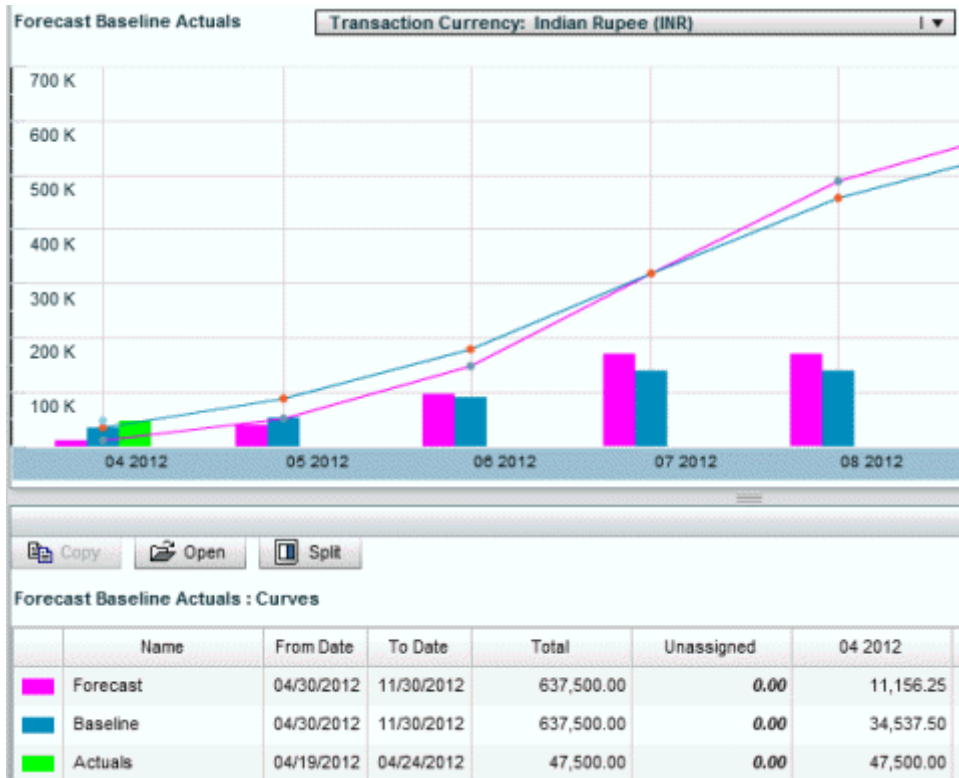 Forecast Baseline Actuals
Transaction Currency: Indian Rupee (INR)
700 K
600 K
500 K
400 K
300 K
200 K
100 K
04 2012 05 2012 06 2012 07 2012 08 2012
Copy Open Split
Forecast Baseline Actuals : Curves
Name From Date To Date Total Unassigned 04 2012
Forecast 04/30/2012 11/30/2012 637,500.00 0.00 11,156.25
Baseline 04/30/2012 11/30/2012 637,500.00 0.00 34,537.50
Actuals 04/19/2012 04/24/2012 47,500.00 0.00 47,500.00